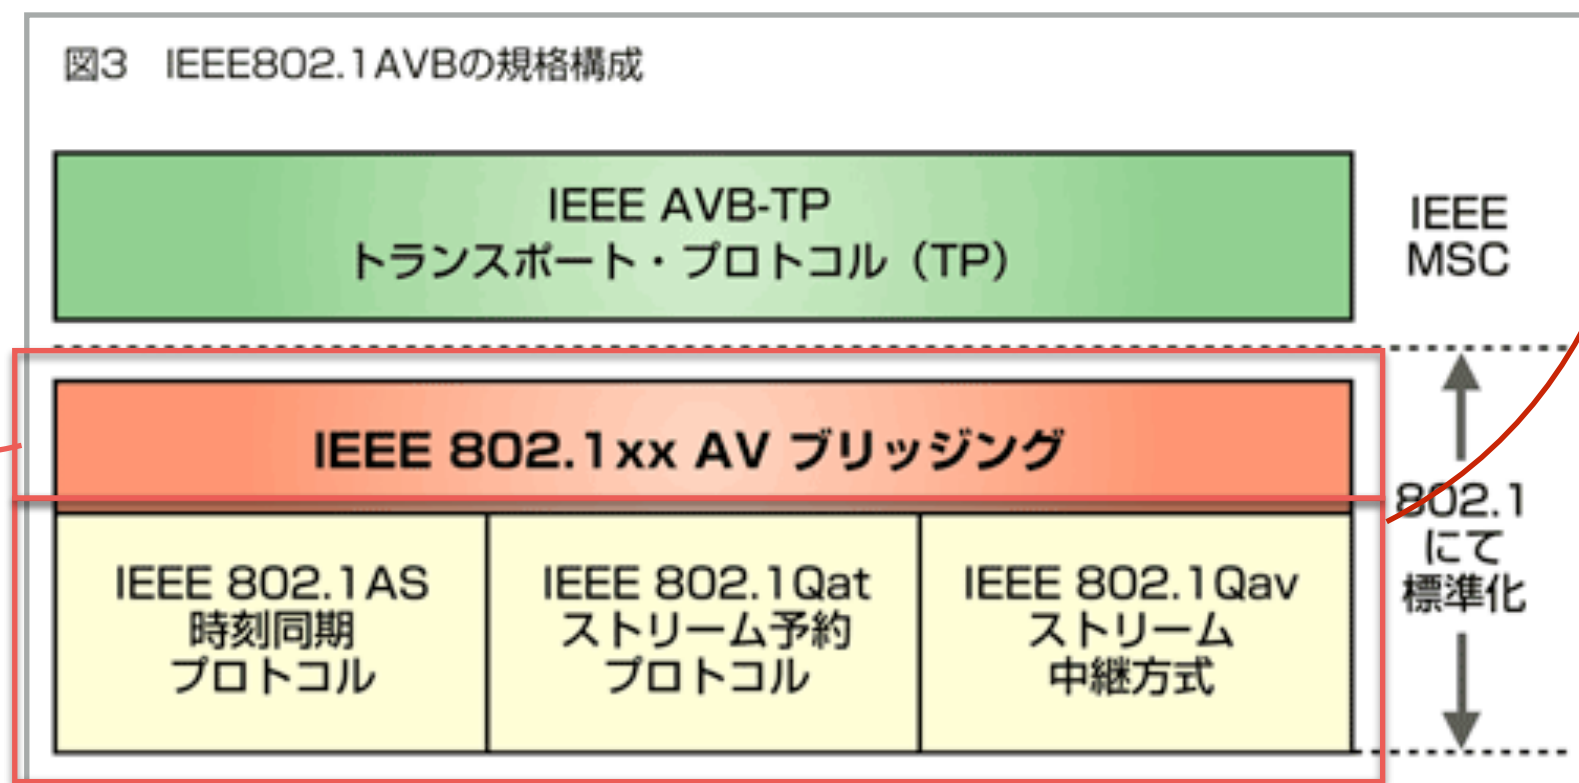 図3 IEEE802.1AVBの規格構成
IEEE AVB-TP
トランスポート・プロトコル（TP）
IEEE
MSC
IEEE 802.1xx AV ブリッジング
802.1
にて
標準化
IEEE 802.1AS
時刻同期
プロトコル
IEEE 802.1Qat
ストリーム予約
プロトコル
IEEE 802.1Qav
ストリーム
中継方式